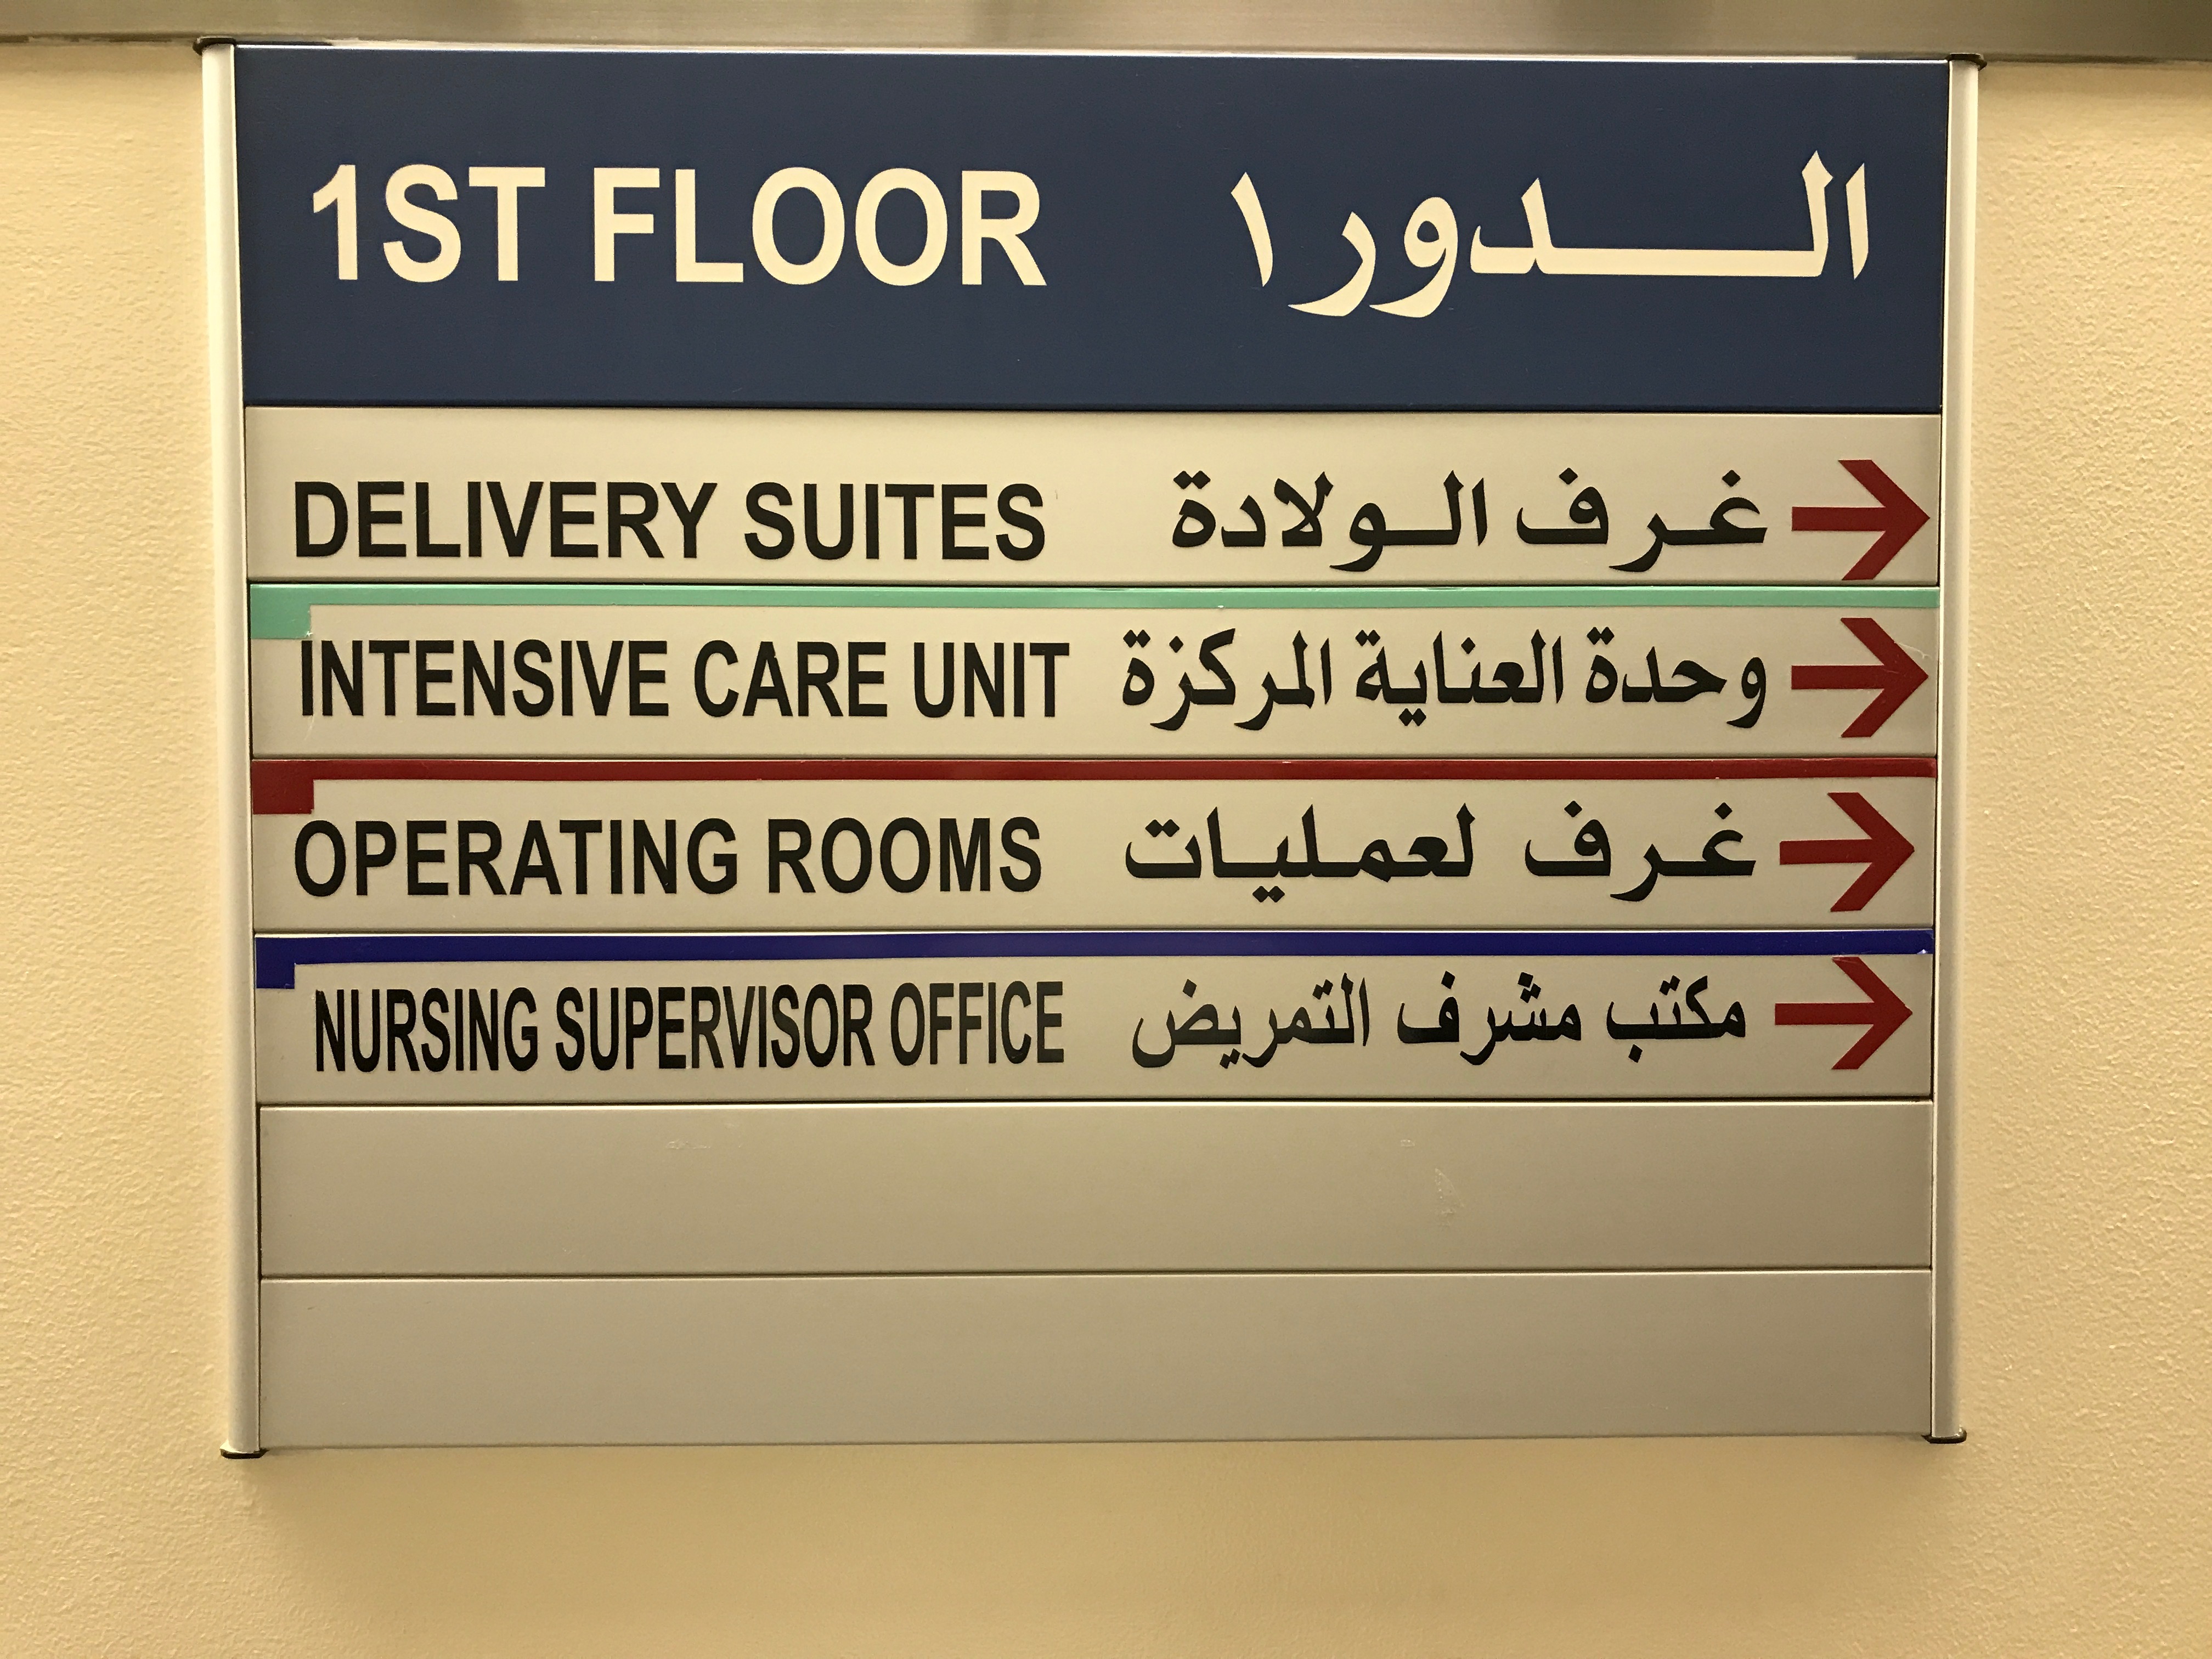 1ST FLOOR الـــدور ١
DELIVERY SUITES غـرف الـولادة
INTENSIVE CARE UNIT وحدة العناية المركزة
OPERATING ROOMS غـرف لعمـليـات
NURSING SUPERVISOR OFFICE مكتب مشرف التمريض